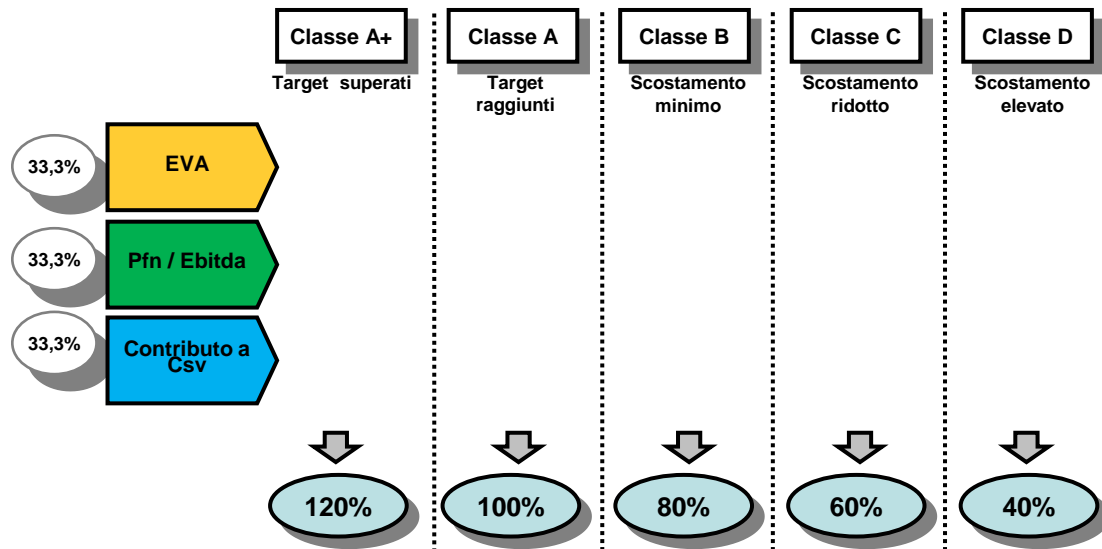 Classe A+
Classe A
Classe B
Classe C
Classe D
Target superati
Target
raggiunti
Scostamento
minimo
Scostamento
ridotto
Scostamento
elevato
33,3%
EVA
33,3%
Pfn / Ebitda
33,3%
Contributo a
Csv
120%
100%
80%
60%
40%